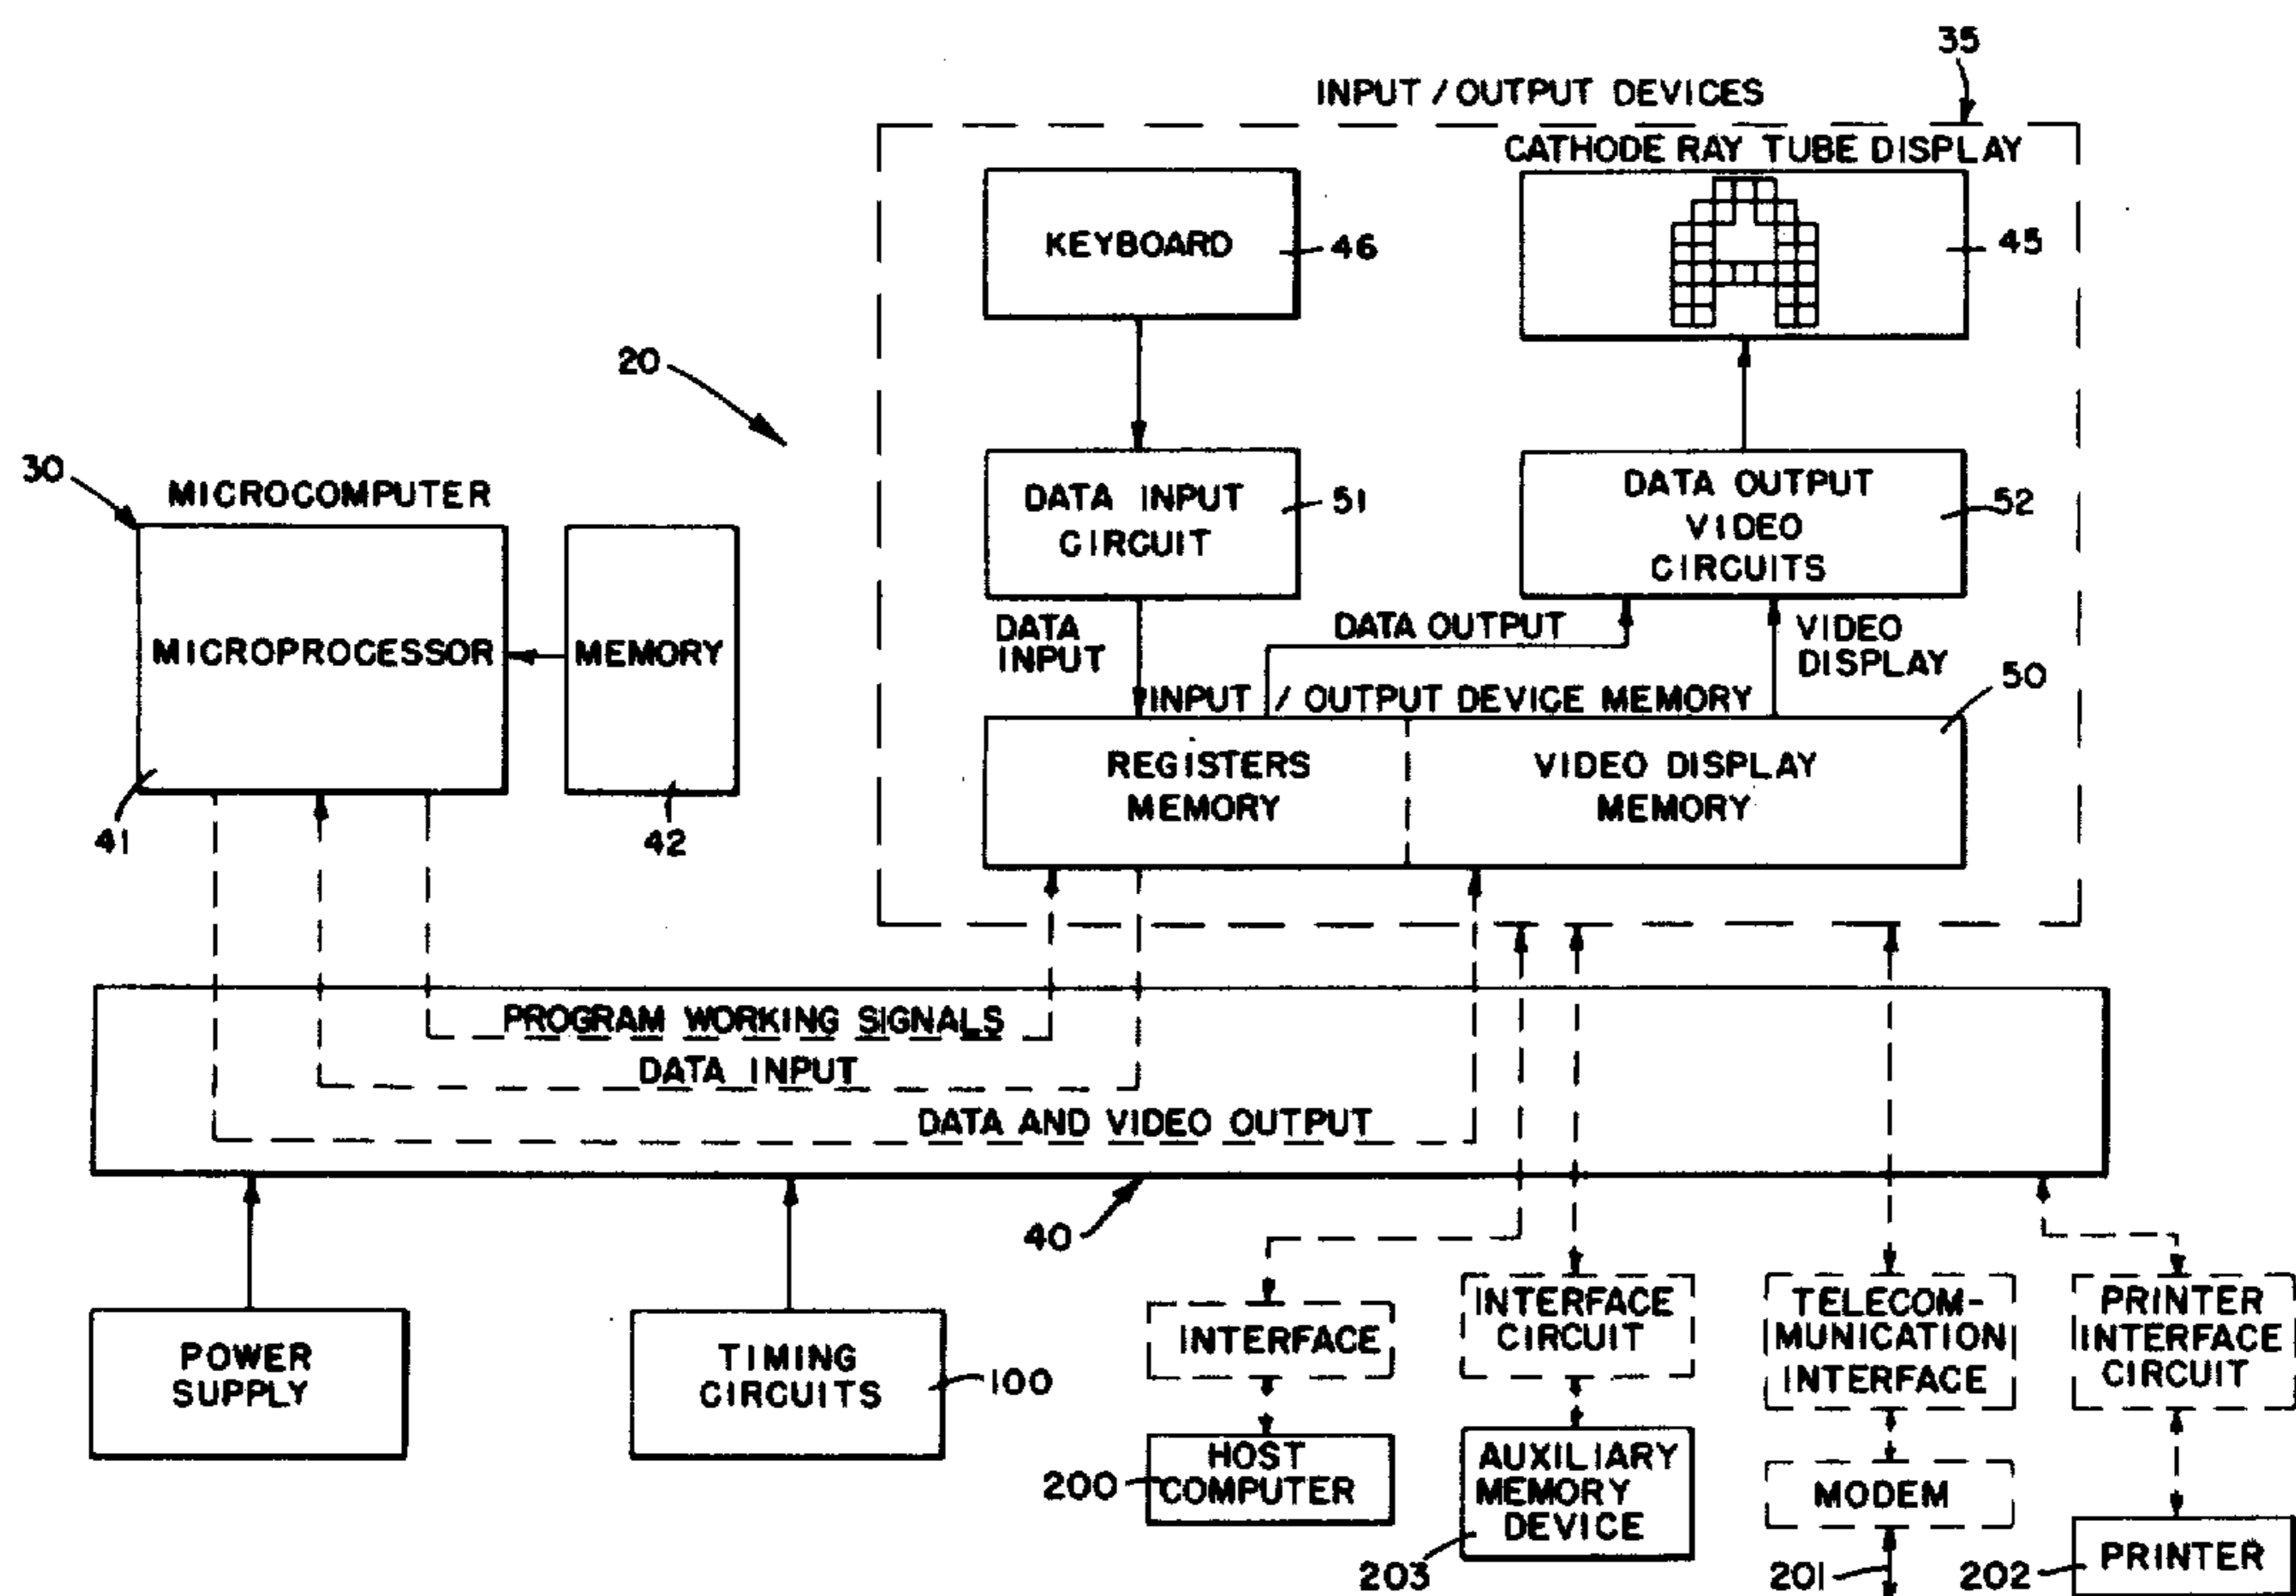 35
INPUT / OUTPUT DEVICES
CATHODE RAY TUBE DISPLAY
KEYBOARD
46
45
20
30
MICROCOMPUTER
DATA INPUT
CIRCUIT
51
DATA OUTPUT
VIDEO
CIRCUITS
52
MICROPROCESSOR
MEMORY
DATA
INPUT
DATA OUTPUT
VIDEO
DISPLAY
INPUT / OUTPUT DEVICE MEMORY
50
REGISTERS
MEMORY
VIDEO DISPLAY
MEMORY
41
42
PROGRAM WORKING SIGNALS
DATA INPUT
DATA AND VIDEO OUTPUT
40
POWER
SUPPLY
TIMING
CIRCUITS
100
INTERFACE
INTERFACE
CIRCUIT
TELECOM-
MUNICATION
INTERFACE
PRINTER
INTERFACE
CIRCUIT
200
HOST
COMPUTER
AUXILIARY
MEMORY
DEVICE
203
MODEM
201
202
PRINTER